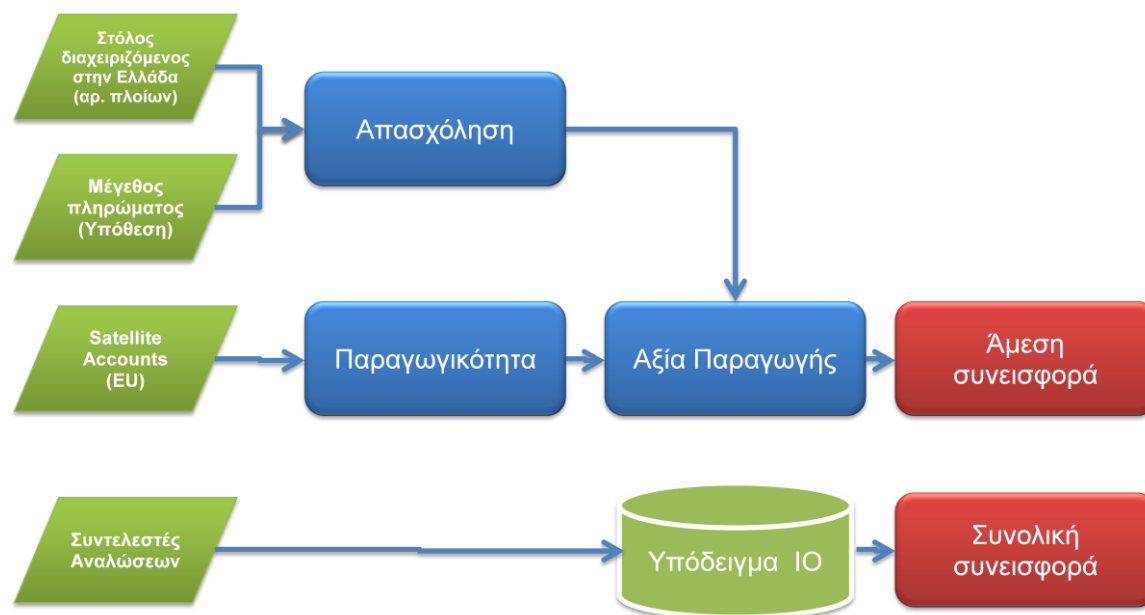 Στόλος
διαχειριζόμενος
στην Ελλάδα
(αρ. πλοίων)
Απασχόληση
Μέγεθος
πληρώματος
(Υπόθεση)
Satellite
Accounts
(EU)
Παραγωγικότητα
Αξία Παραγωγής
Άμεση
συνεισφορά
Συντελεστές
Αναλώσεων
Υπόδειγμα ΙΟ
Συνολική
συνεισφορά